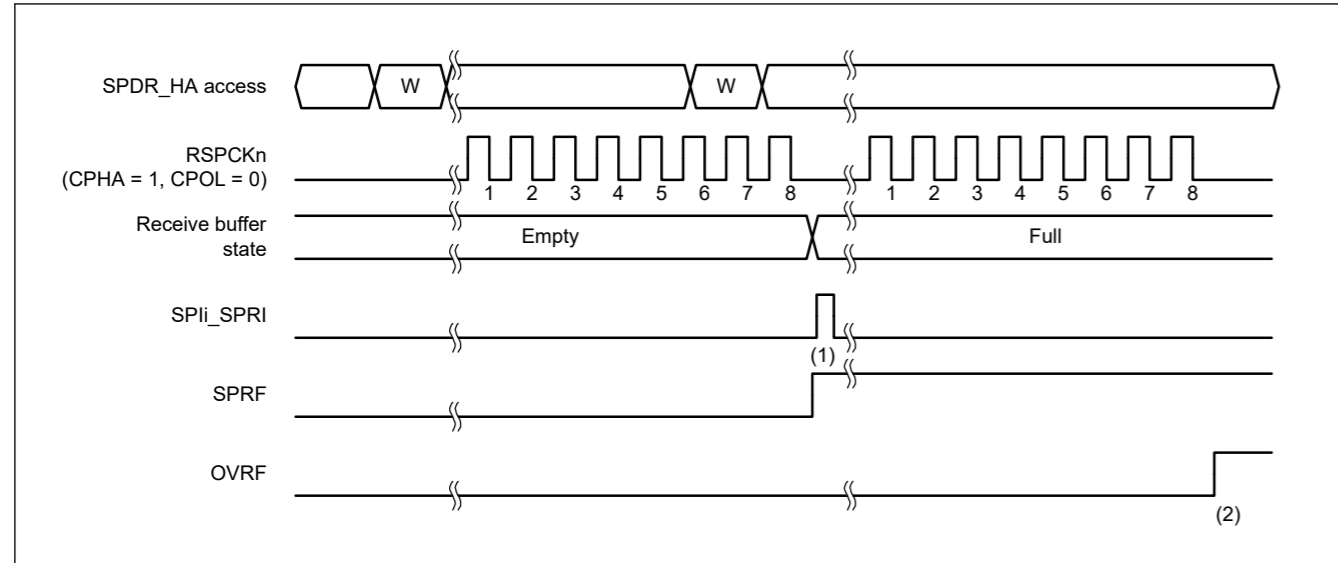 SPDR_HA access
W
W
RSPCKn
(CPHA = 1, CPOL = 0)
1 2 3 4 5 6 7 8
1 2 3 4 5 6 7 8
Receive buffer
state
Empty
Full
SPIi_SPRI
(1)
SPRF
OVRF
(2)